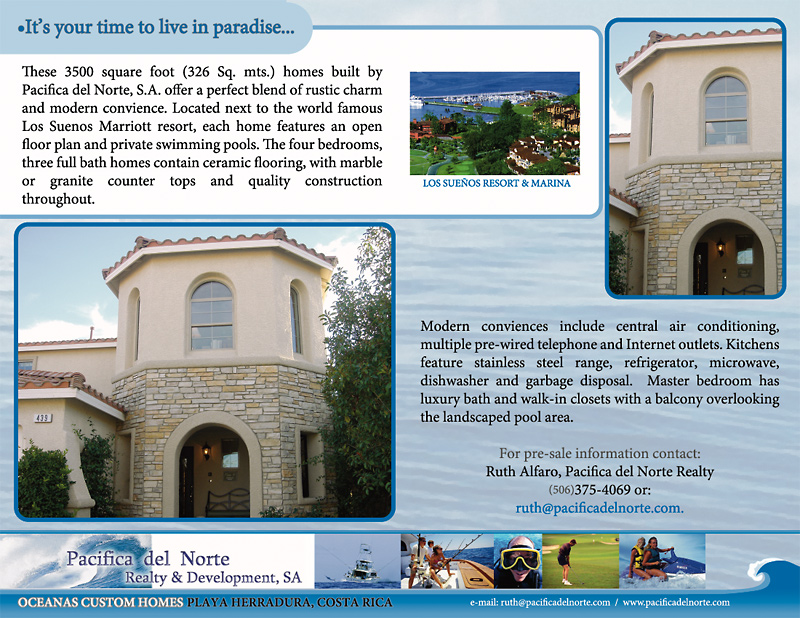 •It's your time to live in paradise...
These 3500 square foot (326 Sq. mts.) homes built by
Pacifica del Norte, S.A. offer a perfect blend of rustic charm
and modern convience. Located next to the world famous
Los Suenos Marriott resort, each home features an open
floor plan and private swimming pools. The four bedrooms,
three full bath homes contain ceramic flooring, with marble
or granite counter tops and quality construction
throughout.
LOS SUEÑOS RESORT & MARINA
439
Modern conviences include central air conditioning,
multiple pre-wired telephone and Internet outlets. Kitchens
feature stainless steel range, refrigerator, microwave,
dishwasher and garbage disposal. Master bedroom has
luxury bath and walk-in closets with a balcony overlooking
the landscaped pool area.
For pre-sale information contact:
Ruth Alfaro, Pacifica del Norte Realty
(506)375-4069 or:
ruth@pacificadelnorte.com.
Pacifica del Norte
Realty & Development, SA
OCEANAS CUSTOM HOMES PLAYA HERRADURA, COSTA RICA
e-mail: ruth@pacificadelnorte.com / www.pacificadelnorte.com